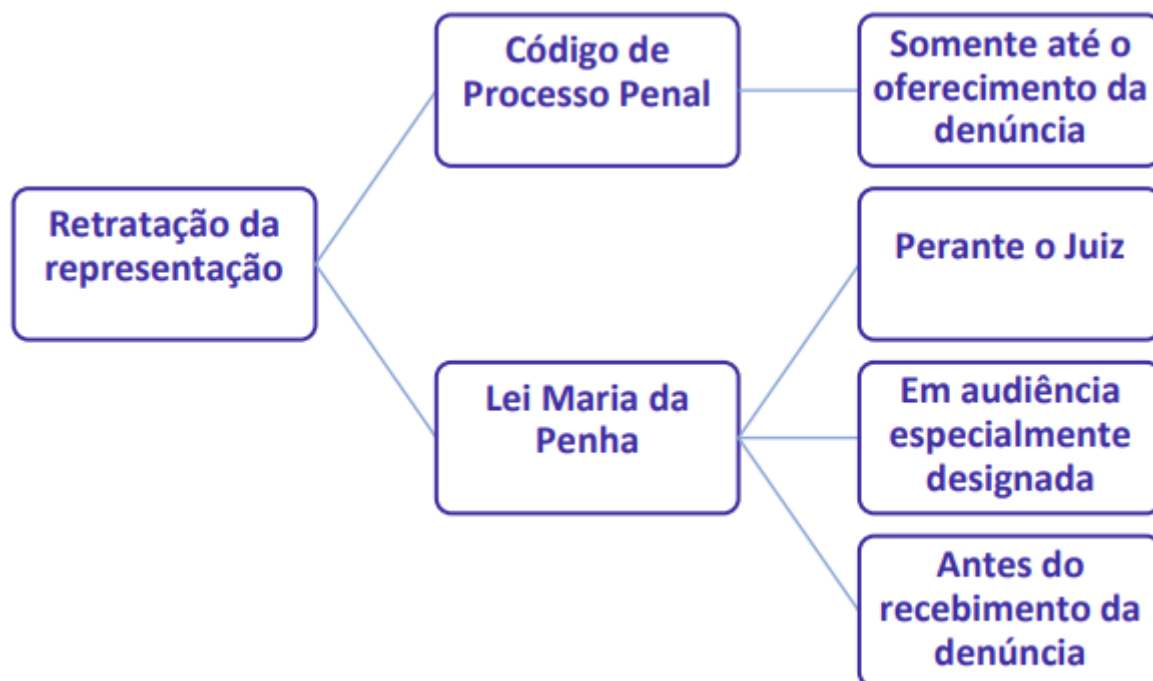 Retratação da
representação
Código de
Processo Penal
Somente até o
oferecimento da
denúncia
Lei Maria da
Penha
Perante o Juiz
Em audiência
especialmente
designada
Antes do
recebimento da
denúncia